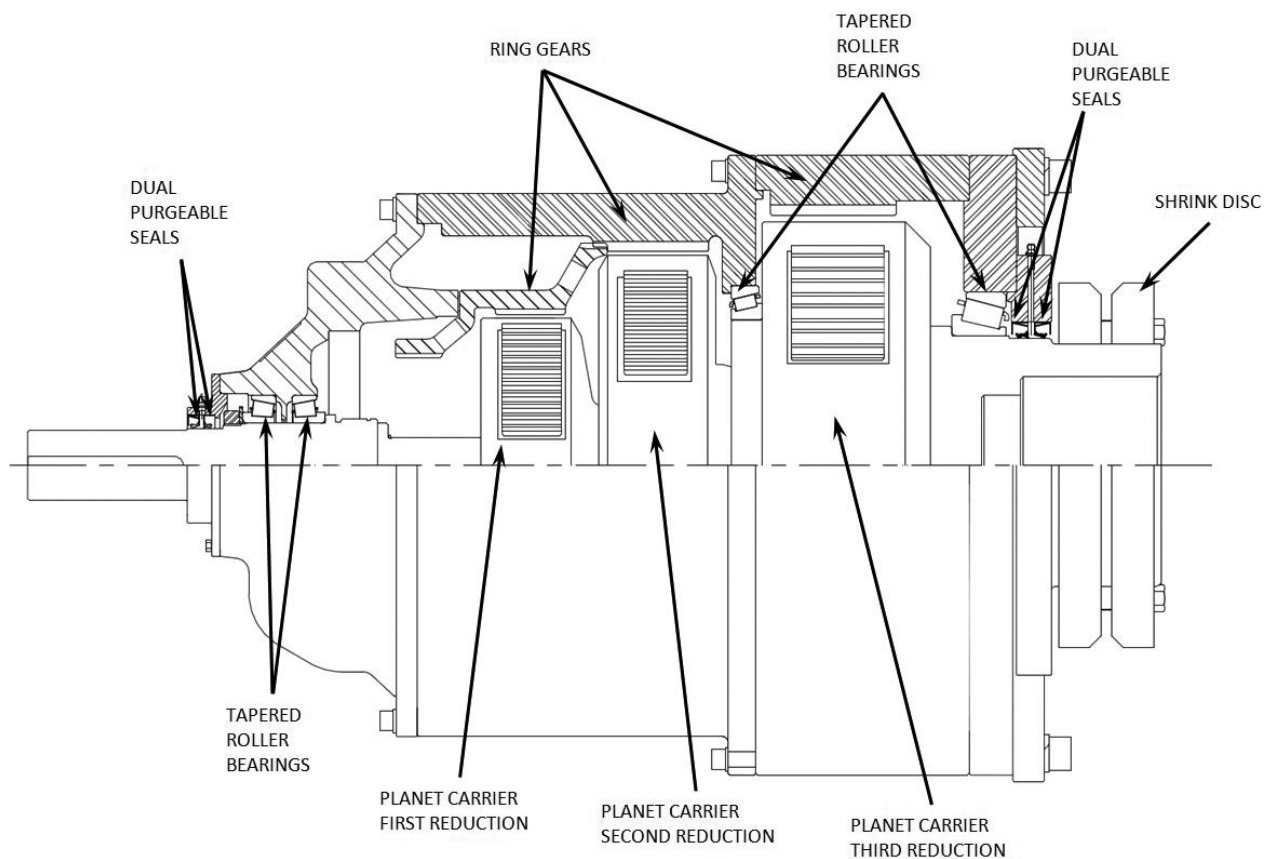 RING GEARS
TAPERED
ROLLER
BEARINGS
DUAL
PURGEABLE
SEALS
DUAL
PURGEABLE
SEALS
SHRINK DISC
TAPERED
ROLLER
BEARINGS
PLANET CARRIER
FIRST REDUCTION
PLANET CARRIER
SECOND REDUCTION
PLANET CARRIER
THIRD REDUCTION